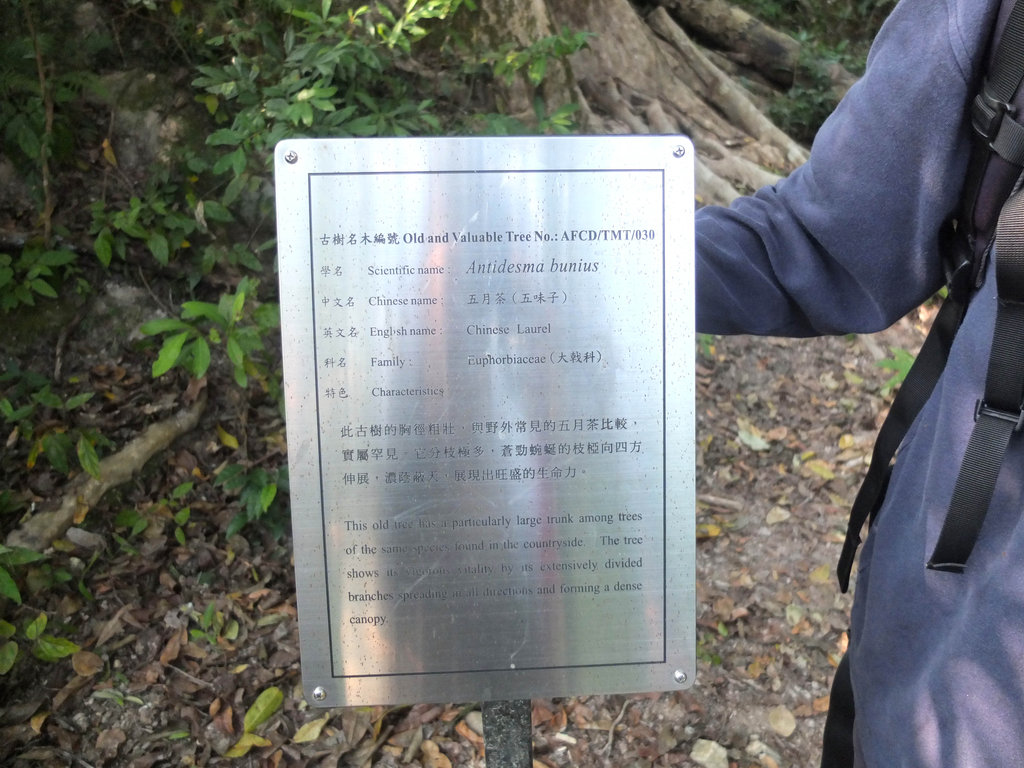 古樹名木編號 Old and Valuable Tree No.: AFCD/TMT/030
學名 Scientific name : Antidesma bunius
中文名 Chinese name : 五月茶 (五味子)
英文名 English name : Chinese Laurel
科名 Family : Euphorbiaceae (大戟科)
特色 Characteristics
此古樹的胸徑粗壯，與野外常見的五月茶比較，
實屬罕見。它分枝極多，蒼勁蜿蜒的枝椏向四方
伸展，濃蔭蔽天，展現出旺盛的生命力。
This old tree has a particularly large trunk among trees
of the same species found in the countryside. The tree
shows its vigorous vitality by its extensively divided
branches spreading in all directions and forming a dense
canopy.